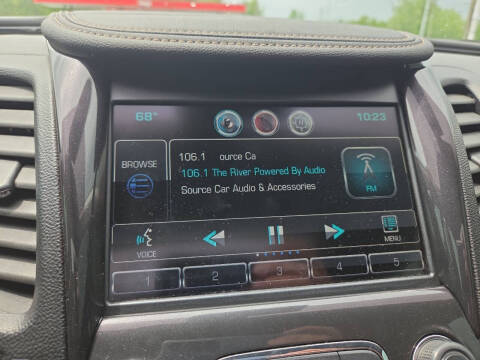 68°
10:23
BROWSE
106.1 ource Ca
106.1 The River Powered By Audio
Source Car Audio & Accessories
FM
VOICE
MENU
1 2 3 4 5